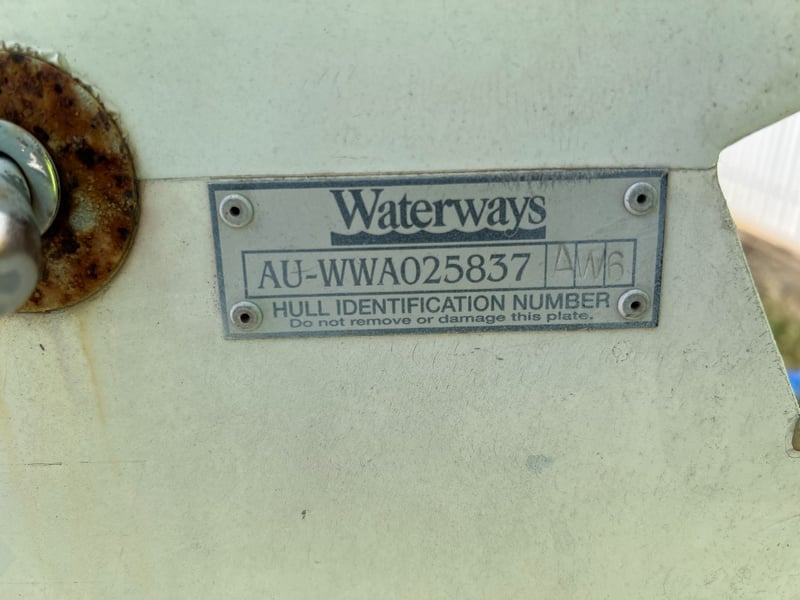 Waterways
AU-WWA025837 AW6
HULL IDENTIFICATION NUMBER
Do not remove or damage this plate.